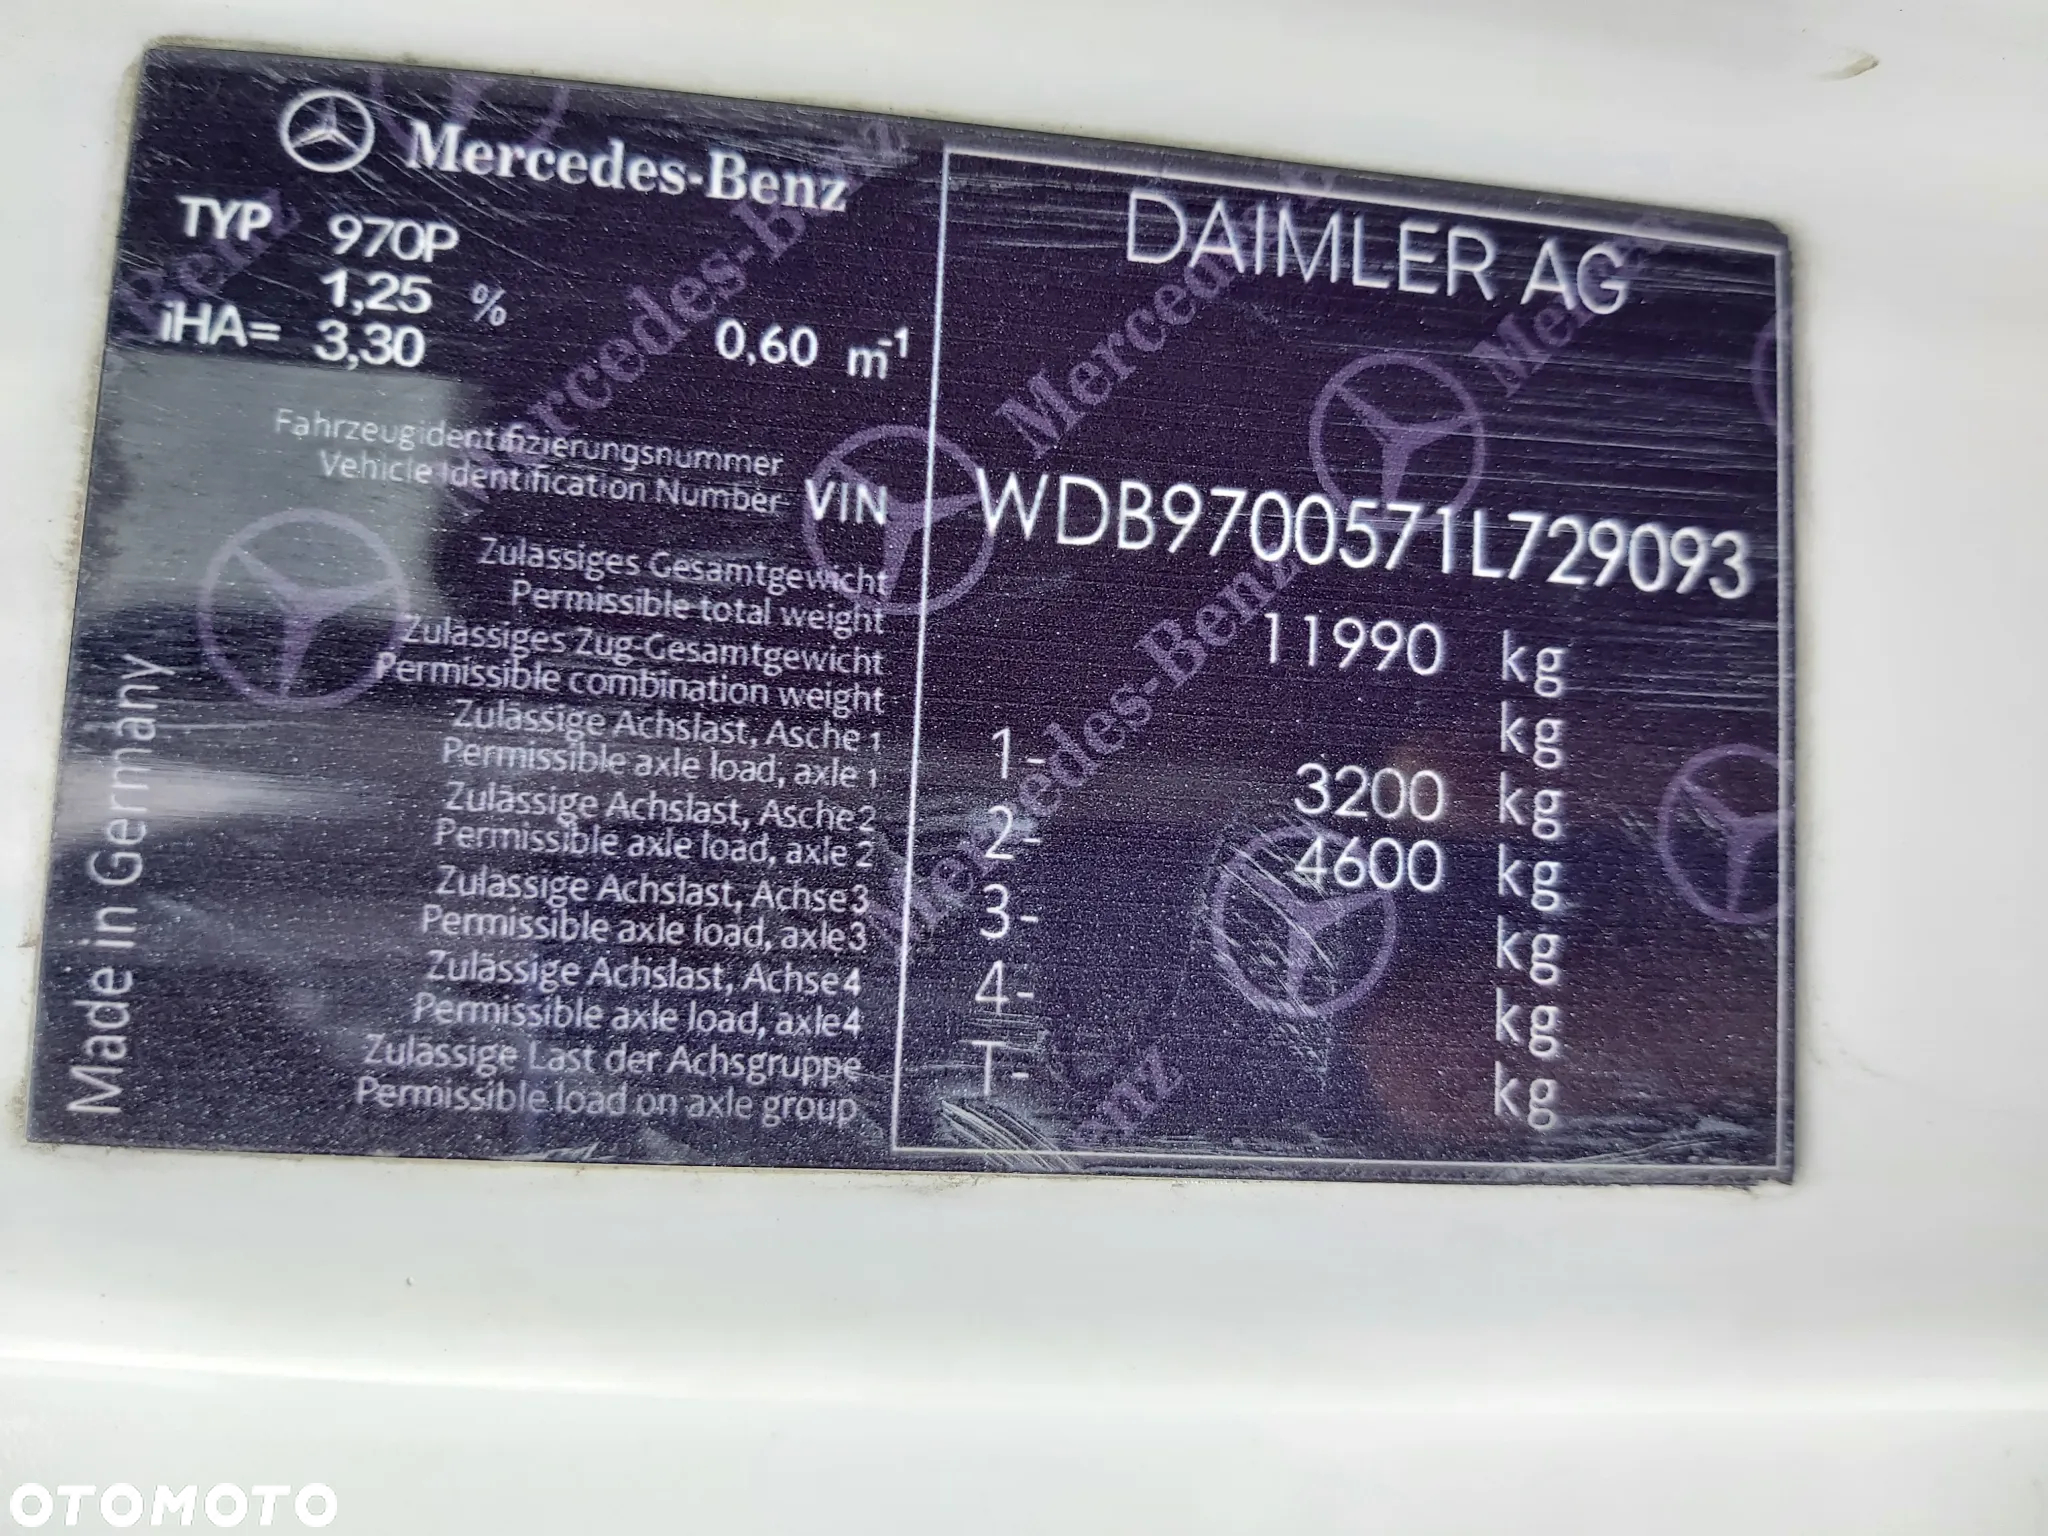 Mercedes-Benz
TYP 970P
1,25 %
iHA= 3,30 0,60 m-1
DAIMLER AG
Fahrzeugidentifizierungsnummer
Vehicle Identification Number VIN WDB9700571L729093
Zulässiges Gesamtgewicht
Permissible total weight 11990 kg
Zulässiges Zug-Gesamtgewicht
Permissible combination weight kg
Zulässige Achslast, Asche 1
Permissible axle load, axle 1 1- 3200 kg
Zulässige Achslast, Asche 2
Permissible axle load, axle 2 2- 4600 kg
Zulässige Achslast, Achse 3
Permissible axle load, axle 3 3- kg
Zulässige Achslast, Achse 4
Permissible axle load, axle 4 4- kg
Zulässige Last der Achsgruppe
Permissible load on axle group T- kg
Made in Germany
OTOMOTO